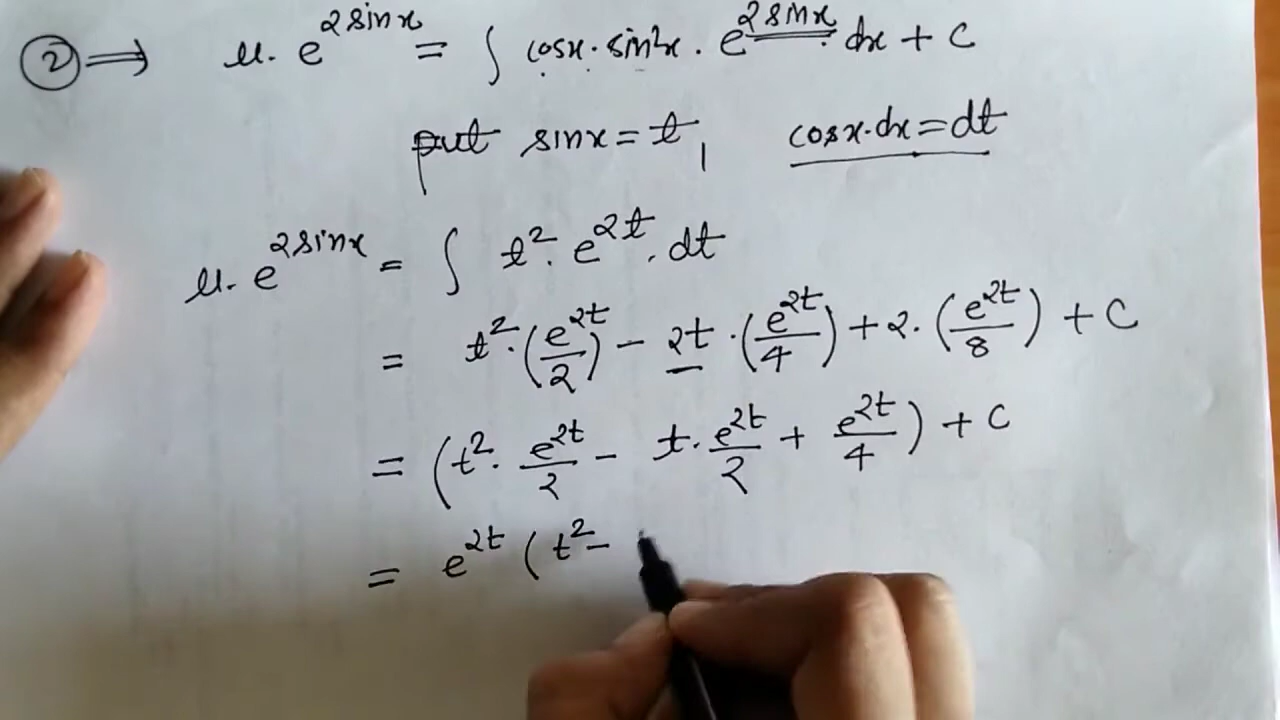 ② ⟹ u. e^{2sinx} = ∫ cosx · sin²x . e^{2sinx} dx + c
put sinx = t, cosx·dx = dt
u. e^{2sinx} = ∫ t². e^{2t} . dt
= t²·(e^{2t}/2) - 2t · (e^{2t}/4) + 2· (e^{2t}/8) + C
= (t². e^{2t}/2 - t. e^{2t}/2 + e^{2t}/4) + C
= e^{2t} (t² -